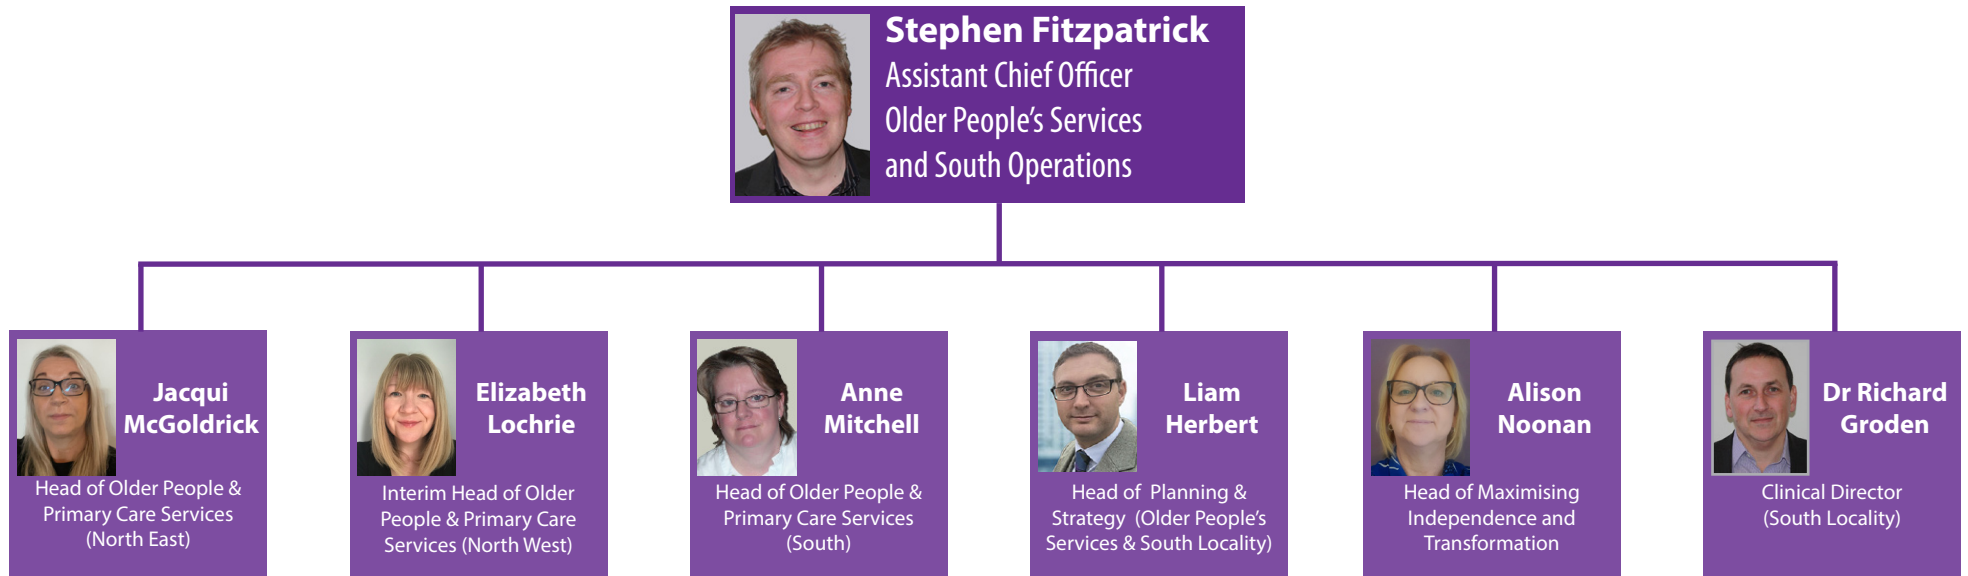 Stephen Fitzpatrick
Assistant Chief Officer
Older People’s Services
and South Operations
Jacqui
McGoldrick
Head of Older People &
Primary Care Services
(North East)
Elizabeth
Lochrie
Interim Head of Older
People & Primary Care
Services (North West)
Anne
Mitchell
Head of Older People &
Primary Care Services
(South)
Liam
Herbert
Head of Planning &
Strategy (Older People’s
Services & South Locality)
Alison
Noonan
Head of Maximising
Independence and
Transformation
Dr Richard
Groden
Clinical Director
(South Locality)